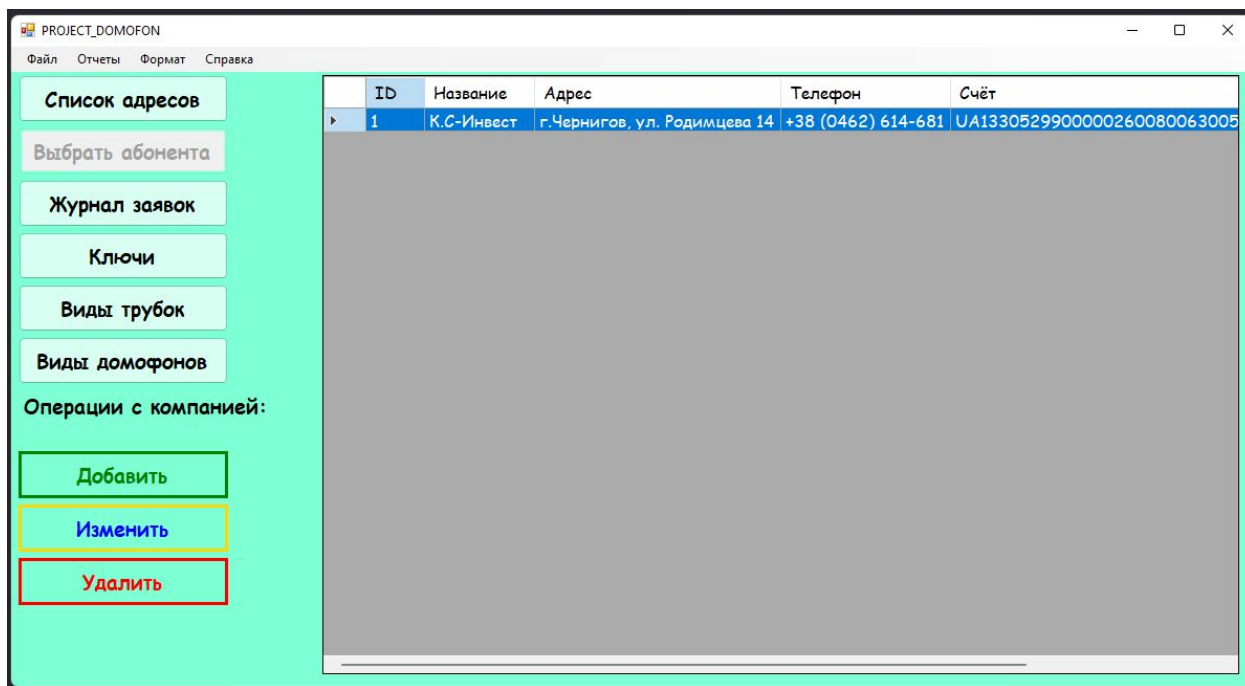 PROJECT_DOMOFON
Файл Отчеты Формат Справка
Список адресов
Выбрать абонента
Журнал заявок
Ключи
Виды трубок
Виды домофонов
Операции с компанией:
Добавить
Изменить
Удалить
ID Название Адрес Телефон Счёт
1 К.С-Инвест г.Чернигов, ул. Родимцева 14 +38 (0462) 614-681 UA1330529900000260080063005